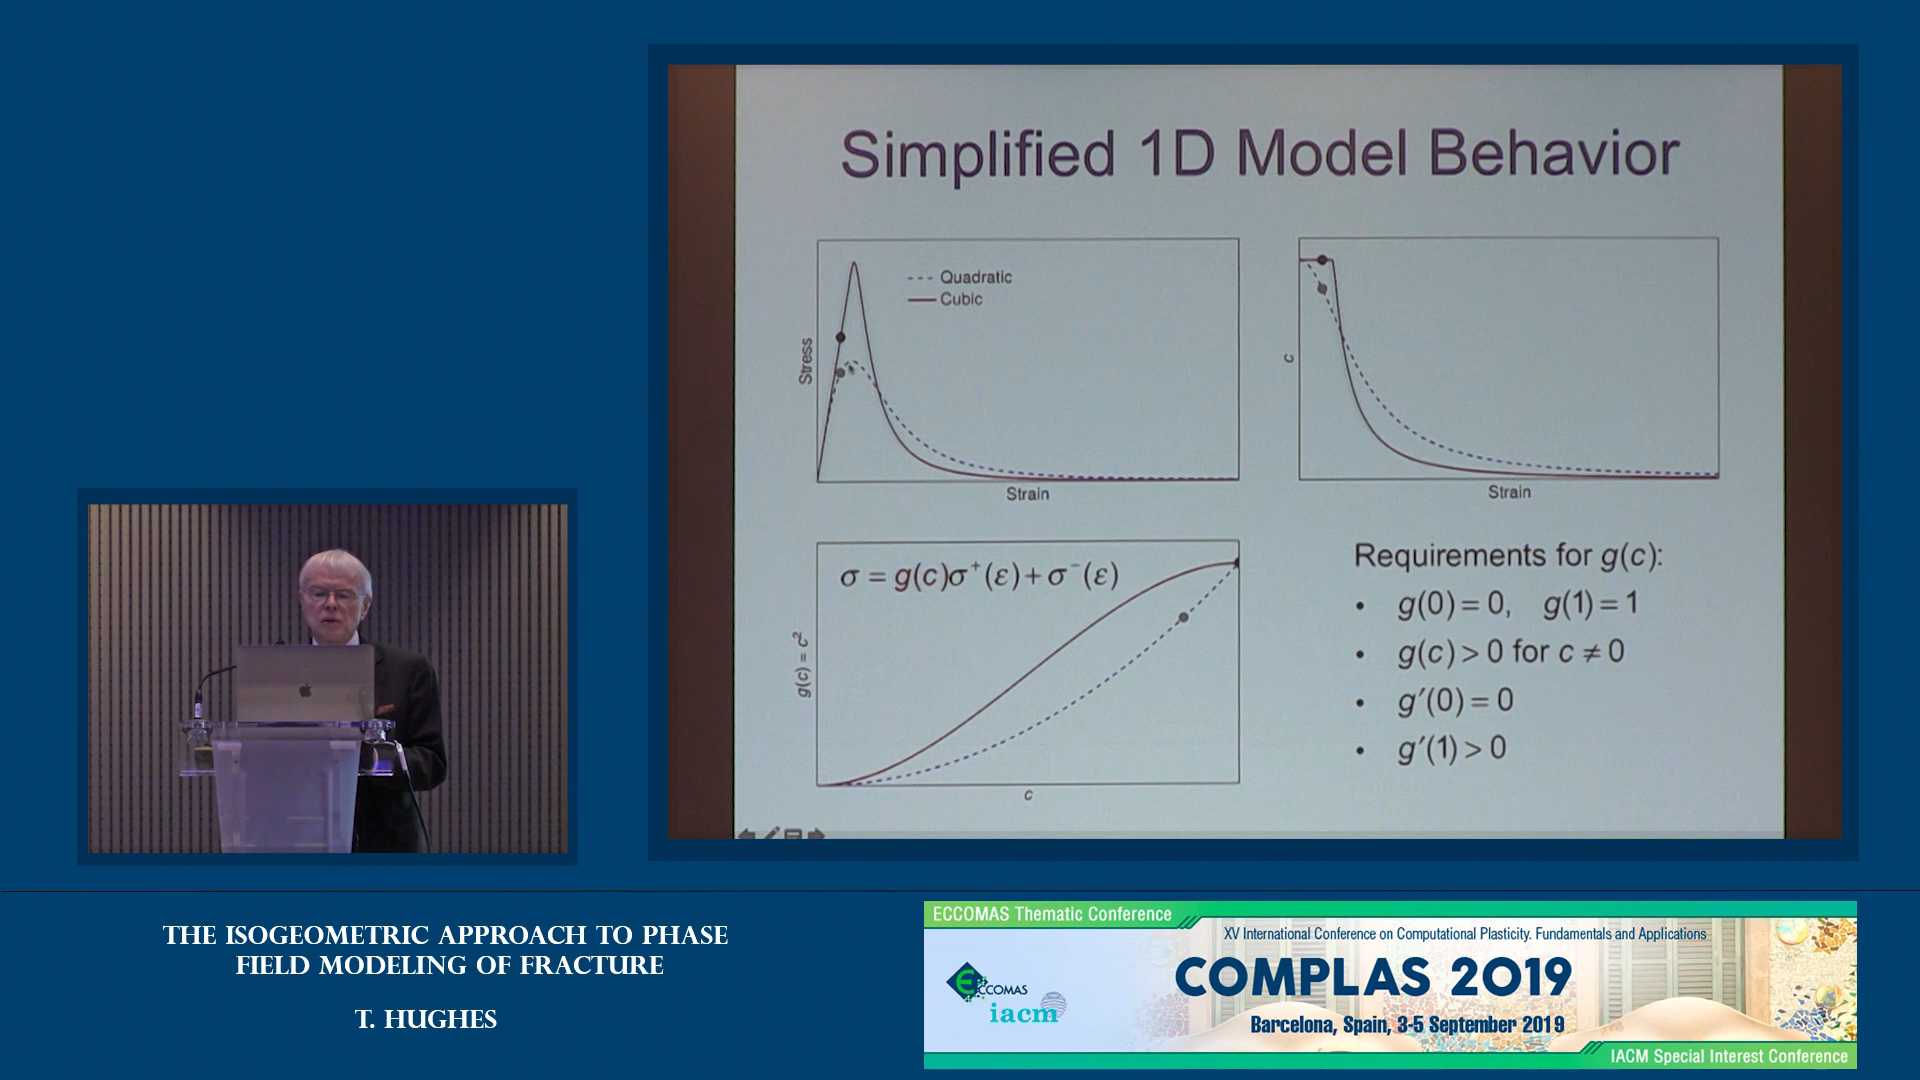 Simplified 1D Model Behavior
Quadratic
Cubic
Stress
Strain
c
Strain
σ = g(c)σ⁺(ε)+σ⁻(ε)
g(c) = c²
c
Requirements for g(c):
• g(0) = 0, g(1) = 1
• g(c) > 0 for c ≠ 0
• g′(0) = 0
• g′(1) > 0
THE ISOGEOMETRIC APPROACH TO PHASE
FIELD MODELING OF FRACTURE
T. HUGHES
ECCOMAS Thematic Conference
XV International Conference on Computational Plasticity. Fundamentals and Applications
ECCOMAS
iacm
COMPLAS 2019
Barcelona, Spain, 3-5 September 2019
IACM Special Interest Conference